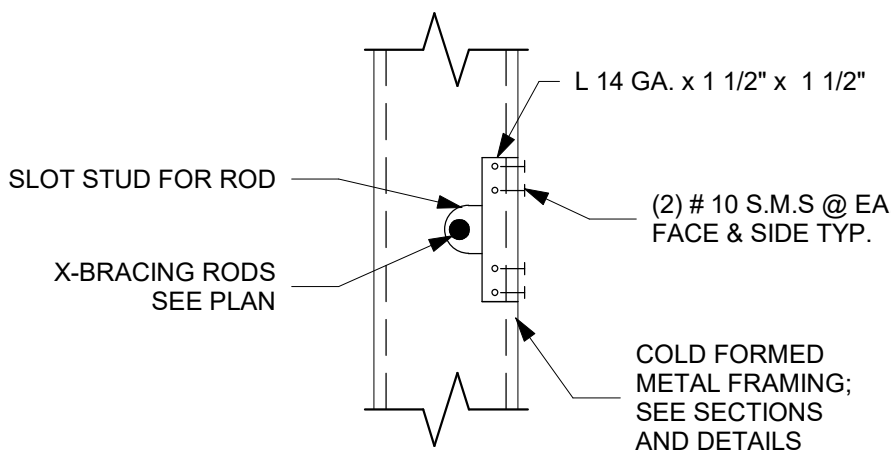 L 14 GA. x 1 1/2" x 1 1/2"
SLOT STUD FOR ROD
(2) # 10 S.M.S @ EA
FACE & SIDE TYP.
X-BRACING RODS
SEE PLAN
COLD FORMED
METAL FRAMING;
SEE SECTIONS
AND DETAILS